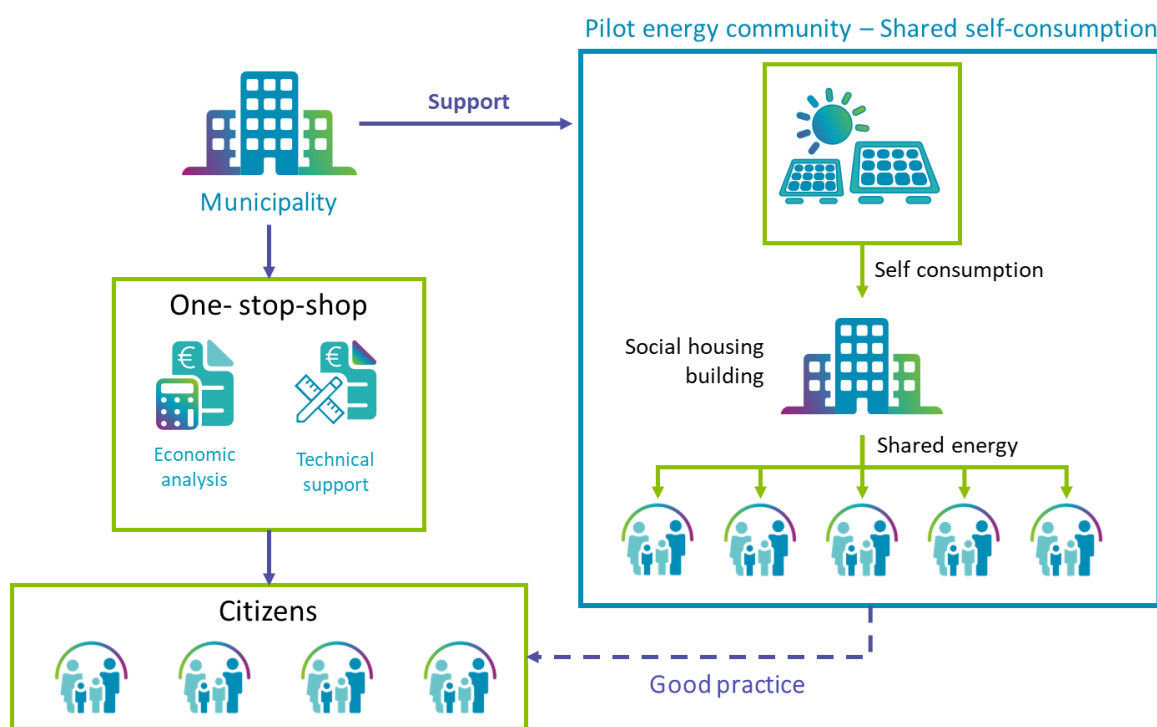 Pilot energy community – Shared self-consumption
Support
Municipality
Self consumption
One- stop-shop
€
€
Social housing
building
Economic
analysis
Technical
support
Shared energy
Citizens
Good practice